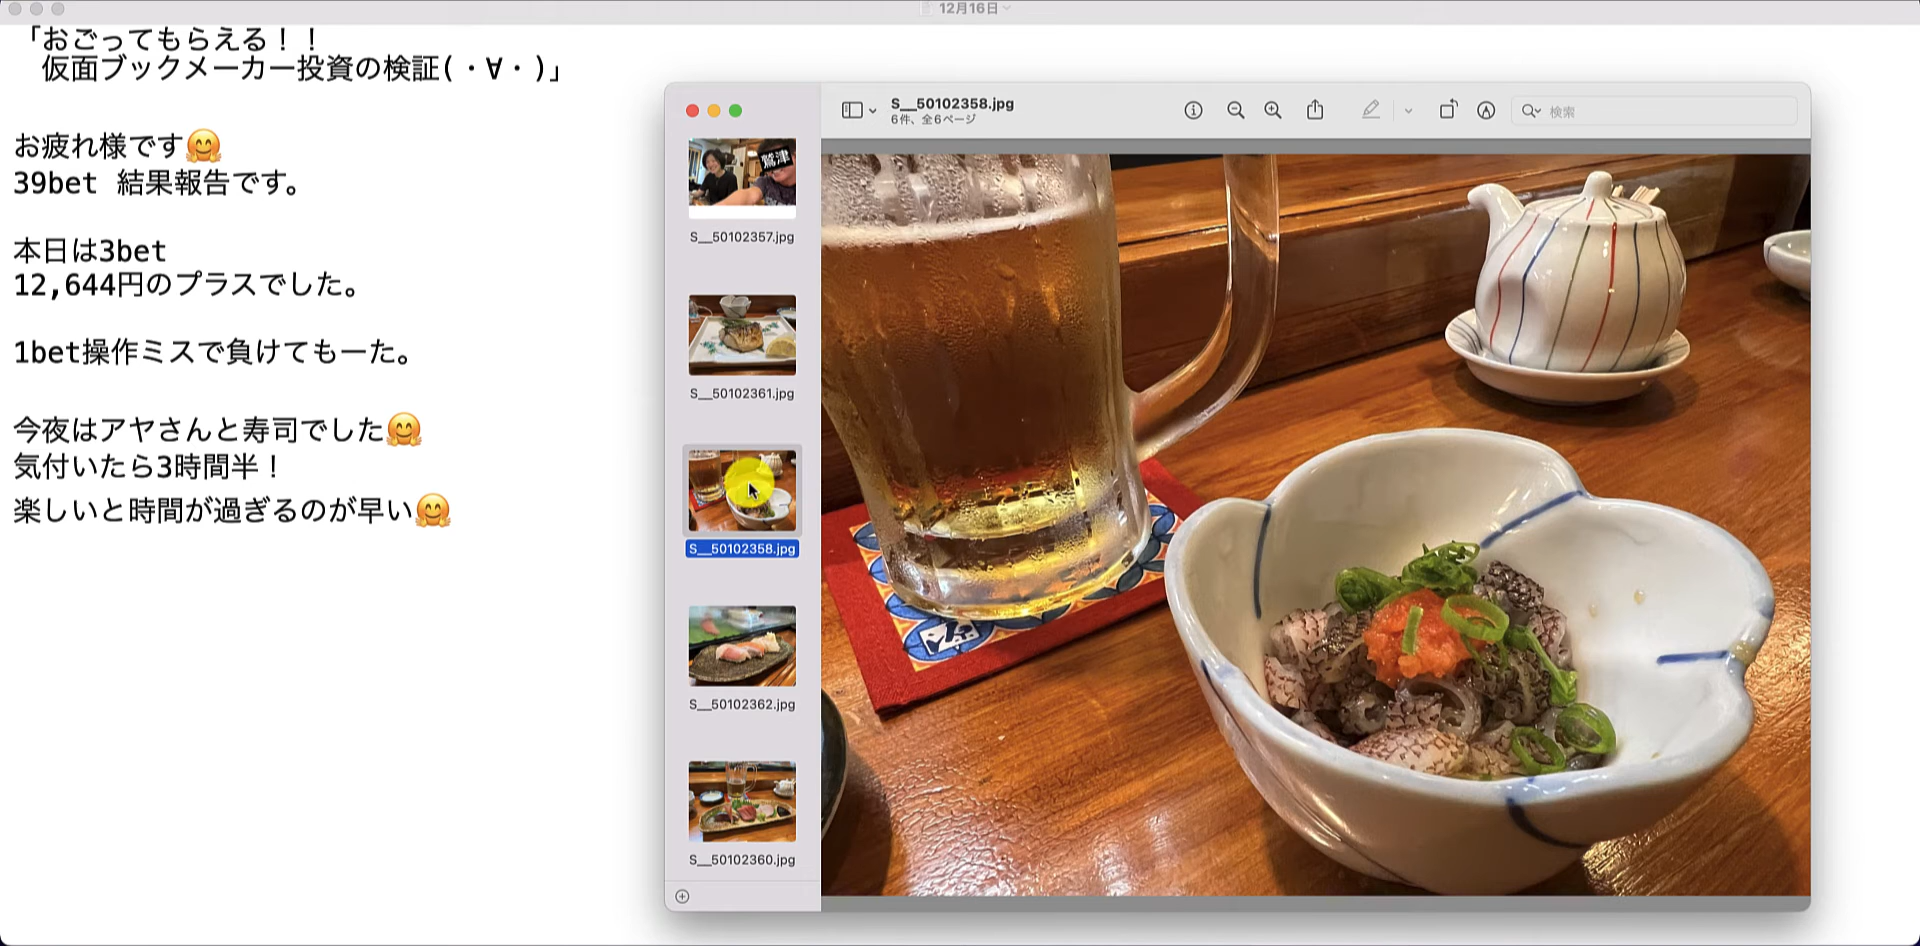 12月16日
「おごってもらえる！！
仮面ブックメーカー投資の検証(・∀・)」
お疲れ様です🤗
39bet 結果報告です。
本日は3bet
12,644円のプラスでした。
1bet操作ミスで負けてもーた。
今夜はアヤさんと寿司でした🤗
気付いたら3時間半！
楽しいと時間が過ぎるのが早い🤗
S__50102358.jpg
6件、全6ページ
検索
鷲津
S__50102357.jpg
S__50102361.jpg
S__50102358.jpg
S__50102362.jpg
S__50102360.jpg